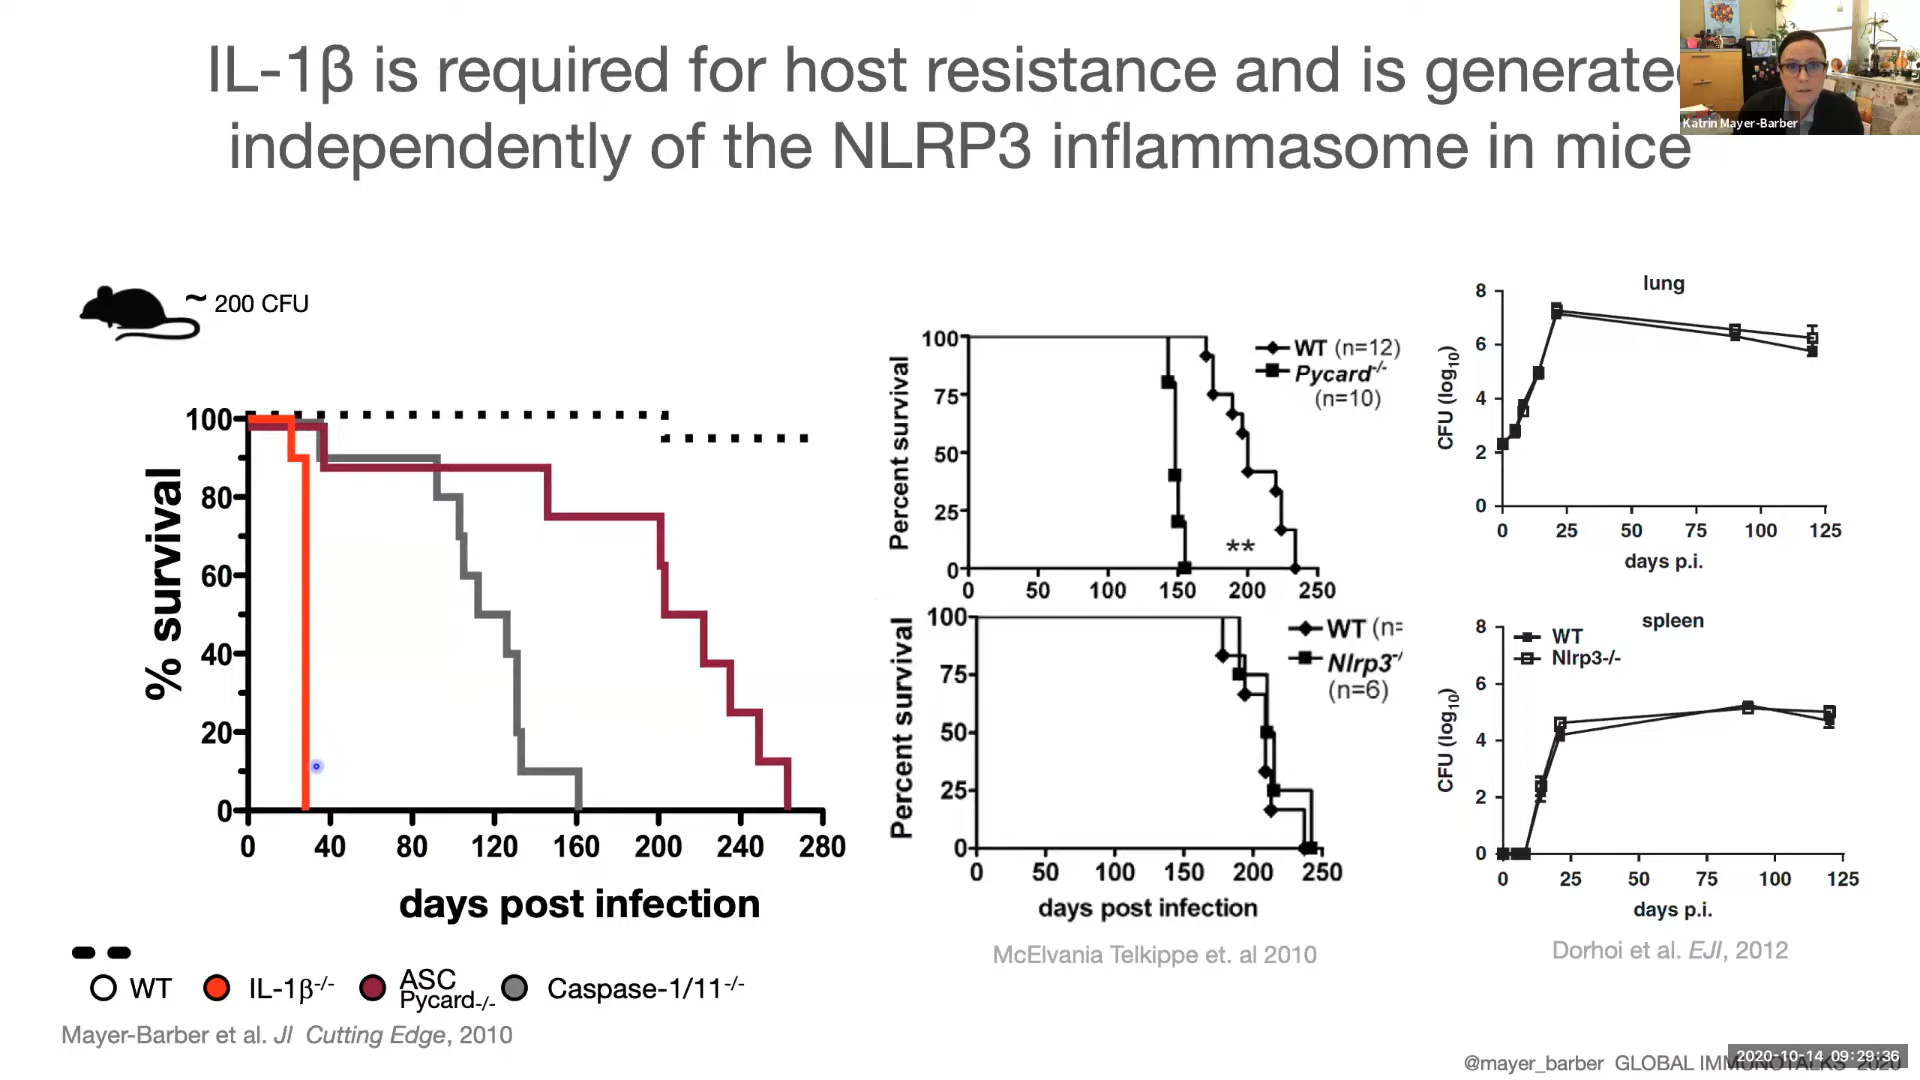 IL-1β is required for host resistance and is generated
independently of the NLRP3 inflammasome in mice
Katrin Mayer-Barber
~ 200 CFU
100
80
60
40
20
0
% survival
0 40 80 120 160 200 240 280
days post infection
WT IL-1β-/- ASC Pycard-/- Caspase-1/11-/-
Mayer-Barber et al. JI Cutting Edge, 2010
Percent survival
100
75
50
25
0
WT (n=12)
Pycard-/-
(n=10)
**
0 50 100 150 200 250
Percent survival
100
75
50
25
0
WT (n=
Nlrp3-/
(n=6)
0 50 100 150 200 250
days post infection
McElvania Telkippe et. al 2010
lung
CFU (log10)
8
6
4
2
0
0 25 50 75 100 125
days p.i.
spleen
CFU (log10)
8
6
4
2
0
WT
Nlrp3-/-
0 25 50 75 100 125
days p.i.
Dorhoi et al. EJI, 2012
@mayer_barber GLOBAL IMMUNOTALKS 2020
2020-10-14 09:29:36